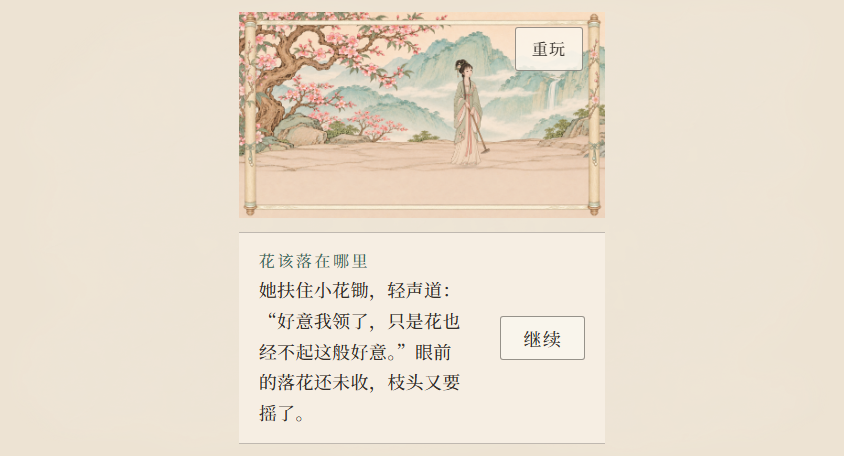 重玩
花该落在哪里
她扶住小花锄，轻声道：
“好意我领了，只是花也
经不起这般好意。”眼前
的落花还未收，枝头又要
摇了。
继续